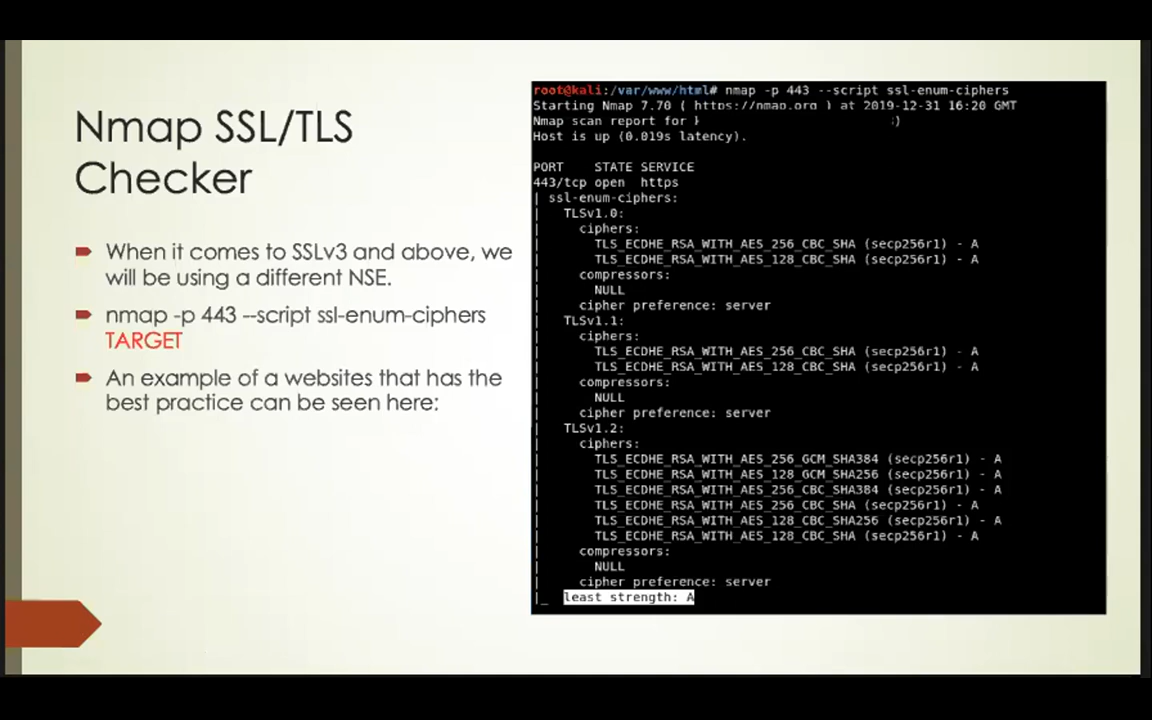 Nmap SSL/TLS
Checker
When it comes to SSLv3 and above, we
will be using a different NSE.
nmap -p 443 --script ssl-enum-ciphers
TARGET
An example of a websites that has the
best practice can be seen here:
root@kali:/var/www/html# nmap -p 443 --script ssl-enum-ciphers
Starting Nmap 7.70 ( https://nmap.org ) at 2019-12-31 16:20 GMT
Nmap scan report for
Host is up (0.019s latency).
PORT STATE SERVICE
443/tcp open https
| ssl-enum-ciphers:
| TLSv1.0:
| ciphers:
| TLS_ECDHE_RSA_WITH_AES_256_CBC_SHA (secp256r1) - A
| TLS_ECDHE_RSA_WITH_AES_128_CBC_SHA (secp256r1) - A
| compressors:
| NULL
| cipher preference: server
| TLSv1.1:
| ciphers:
| TLS_ECDHE_RSA_WITH_AES_256_CBC_SHA (secp256r1) - A
| TLS_ECDHE_RSA_WITH_AES_128_CBC_SHA (secp256r1) - A
| compressors:
| NULL
| cipher preference: server
| TLSv1.2:
| ciphers:
| TLS_ECDHE_RSA_WITH_AES_256_GCM_SHA384 (secp256r1) - A
| TLS_ECDHE_RSA_WITH_AES_128_GCM_SHA256 (secp256r1) - A
| TLS_ECDHE_RSA_WITH_AES_256_CBC_SHA384 (secp256r1) - A
| TLS_ECDHE_RSA_WITH_AES_256_CBC_SHA (secp256r1) - A
| TLS_ECDHE_RSA_WITH_AES_128_CBC_SHA256 (secp256r1) - A
| TLS_ECDHE_RSA_WITH_AES_128_CBC_SHA (secp256r1) - A
| compressors:
| NULL
| cipher preference: server
|_ least strength: A